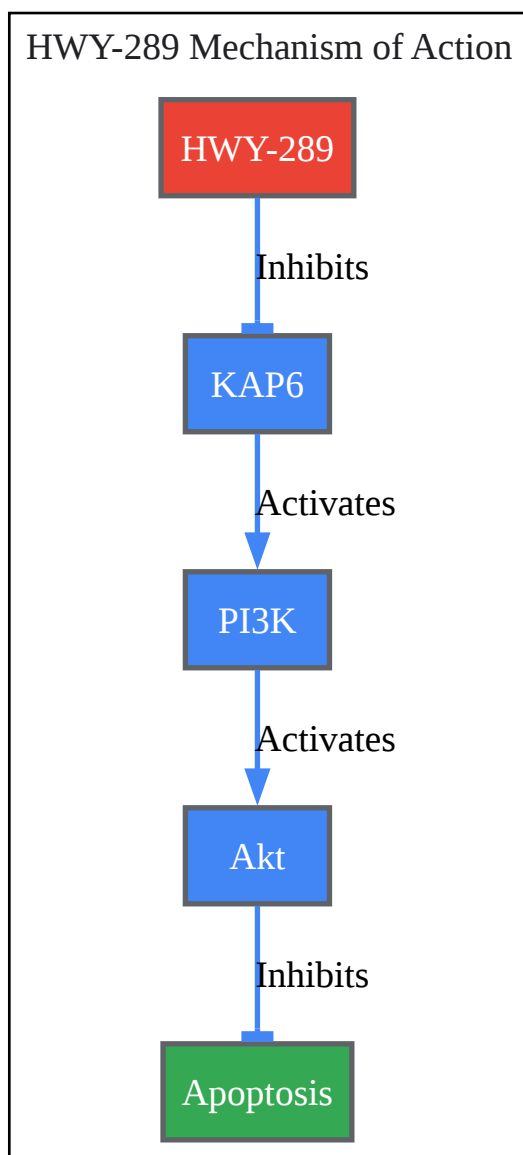 HWY-289 Mechanism of Action
HWY-289
Inhibits
KAP6
Activates
PI3K
Activates
Akt
Inhibits
Apoptosis